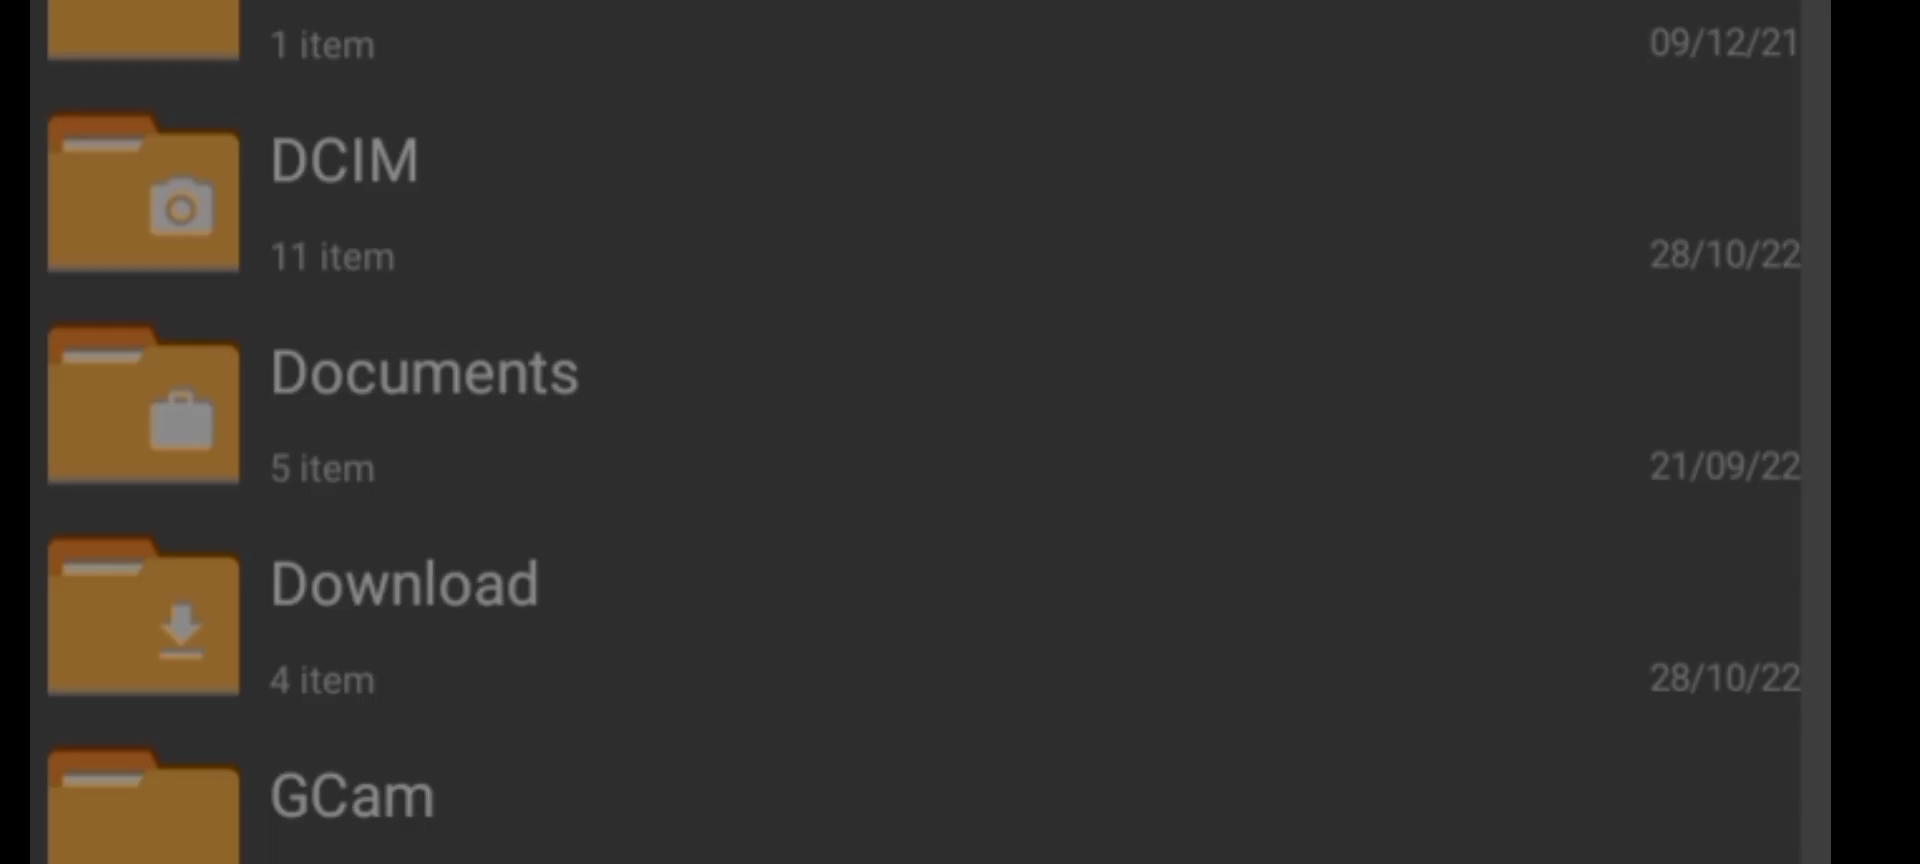 1 item
09/12/21
DCIM
11 item
28/10/22
Documents
5 item
21/09/22
Download
4 item
28/10/22
GCam